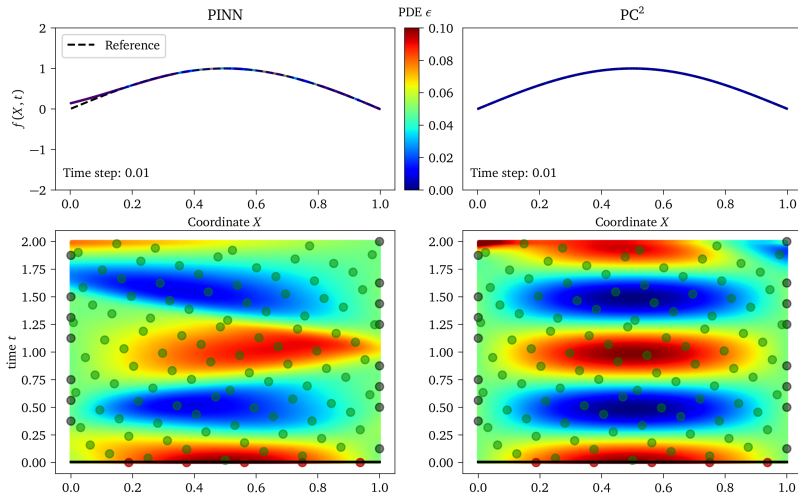 PINN
PDE ϵ
PC²
2
1
0
−1
−2
f(X, t)
Reference
Time step: 0.01
0.0 0.2 0.4 0.6 0.8 1.0
Coordinate X
0.10
0.08
0.06
0.04
0.02
0.00
Time step: 0.01
0.0 0.2 0.4 0.6 0.8 1.0
Coordinate X
2.00
1.75
1.50
1.25
1.00
0.75
0.50
0.25
0.00
time t
0.0 0.2 0.4 0.6 0.8 1.0
2.00
1.75
1.50
1.25
1.00
0.75
0.50
0.25
0.00
0.0 0.2 0.4 0.6 0.8 1.0